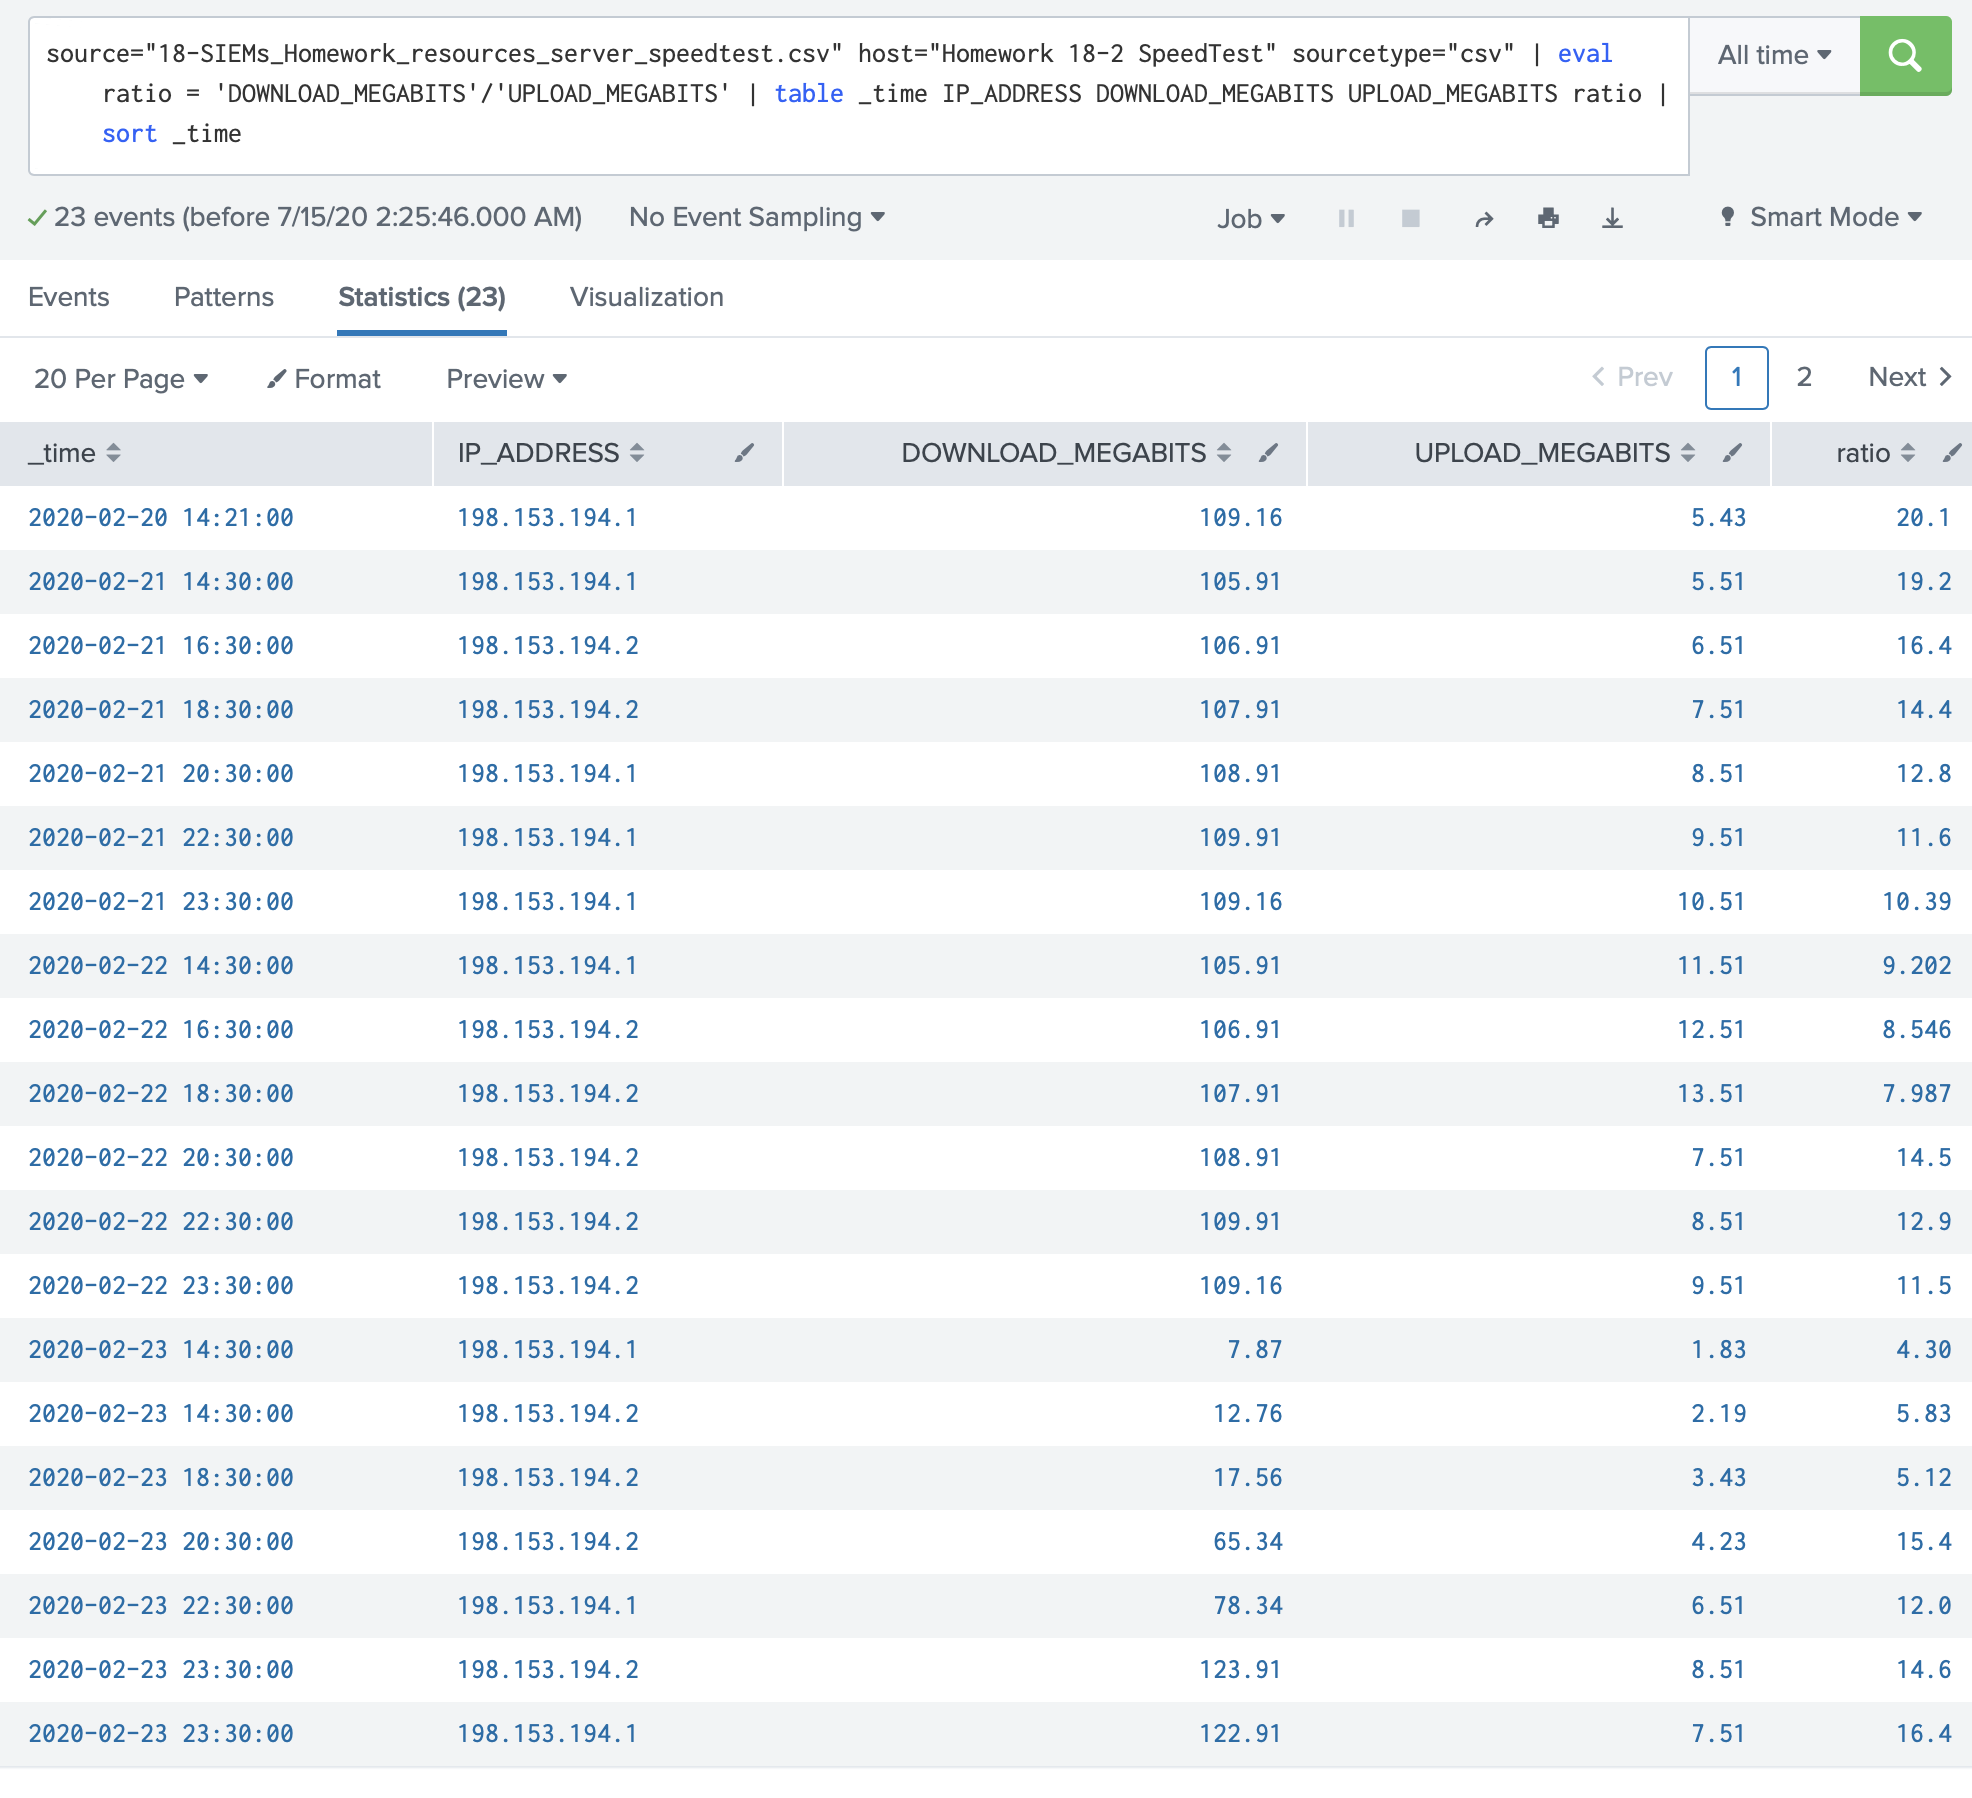 source="18-SIEMs_Homework_resources_server_speedtest.csv" host="Homework 18-2 SpeedTest" sourcetype="csv" | eval
ratio = 'DOWNLOAD_MEGABITS'/'UPLOAD_MEGABITS' | table _time IP_ADDRESS DOWNLOAD_MEGABITS UPLOAD_MEGABITS ratio |
sort _time
All time
23 events (before 7/15/20 2:25:46.000 AM) No Event Sampling Job Smart Mode
Events Patterns Statistics (23) Visualization
20 Per Page Format Preview Prev 1 2 Next
_time IP_ADDRESS DOWNLOAD_MEGABITS UPLOAD_MEGABITS ratio
2020-02-20 14:21:00 198.153.194.1 109.16 5.43 20.1
2020-02-21 14:30:00 198.153.194.1 105.91 5.51 19.2
2020-02-21 16:30:00 198.153.194.2 106.91 6.51 16.4
2020-02-21 18:30:00 198.153.194.2 107.91 7.51 14.4
2020-02-21 20:30:00 198.153.194.1 108.91 8.51 12.8
2020-02-21 22:30:00 198.153.194.1 109.91 9.51 11.6
2020-02-21 23:30:00 198.153.194.1 109.16 10.51 10.39
2020-02-22 14:30:00 198.153.194.1 105.91 11.51 9.202
2020-02-22 16:30:00 198.153.194.2 106.91 12.51 8.546
2020-02-22 18:30:00 198.153.194.2 107.91 13.51 7.987
2020-02-22 20:30:00 198.153.194.2 108.91 7.51 14.5
2020-02-22 22:30:00 198.153.194.2 109.91 8.51 12.9
2020-02-22 23:30:00 198.153.194.2 109.16 9.51 11.5
2020-02-23 14:30:00 198.153.194.1 7.87 1.83 4.30
2020-02-23 14:30:00 198.153.194.2 12.76 2.19 5.83
2020-02-23 18:30:00 198.153.194.2 17.56 3.43 5.12
2020-02-23 20:30:00 198.153.194.2 65.34 4.23 15.4
2020-02-23 22:30:00 198.153.194.1 78.34 6.51 12.0
2020-02-23 23:30:00 198.153.194.2 123.91 8.51 14.6
2020-02-23 23:30:00 198.153.194.1 122.91 7.51 16.4